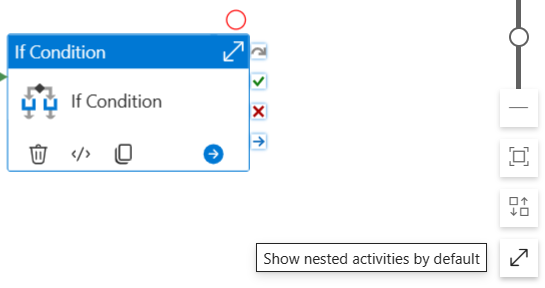 If Condition
If Condition
</>
Show nested activities by default